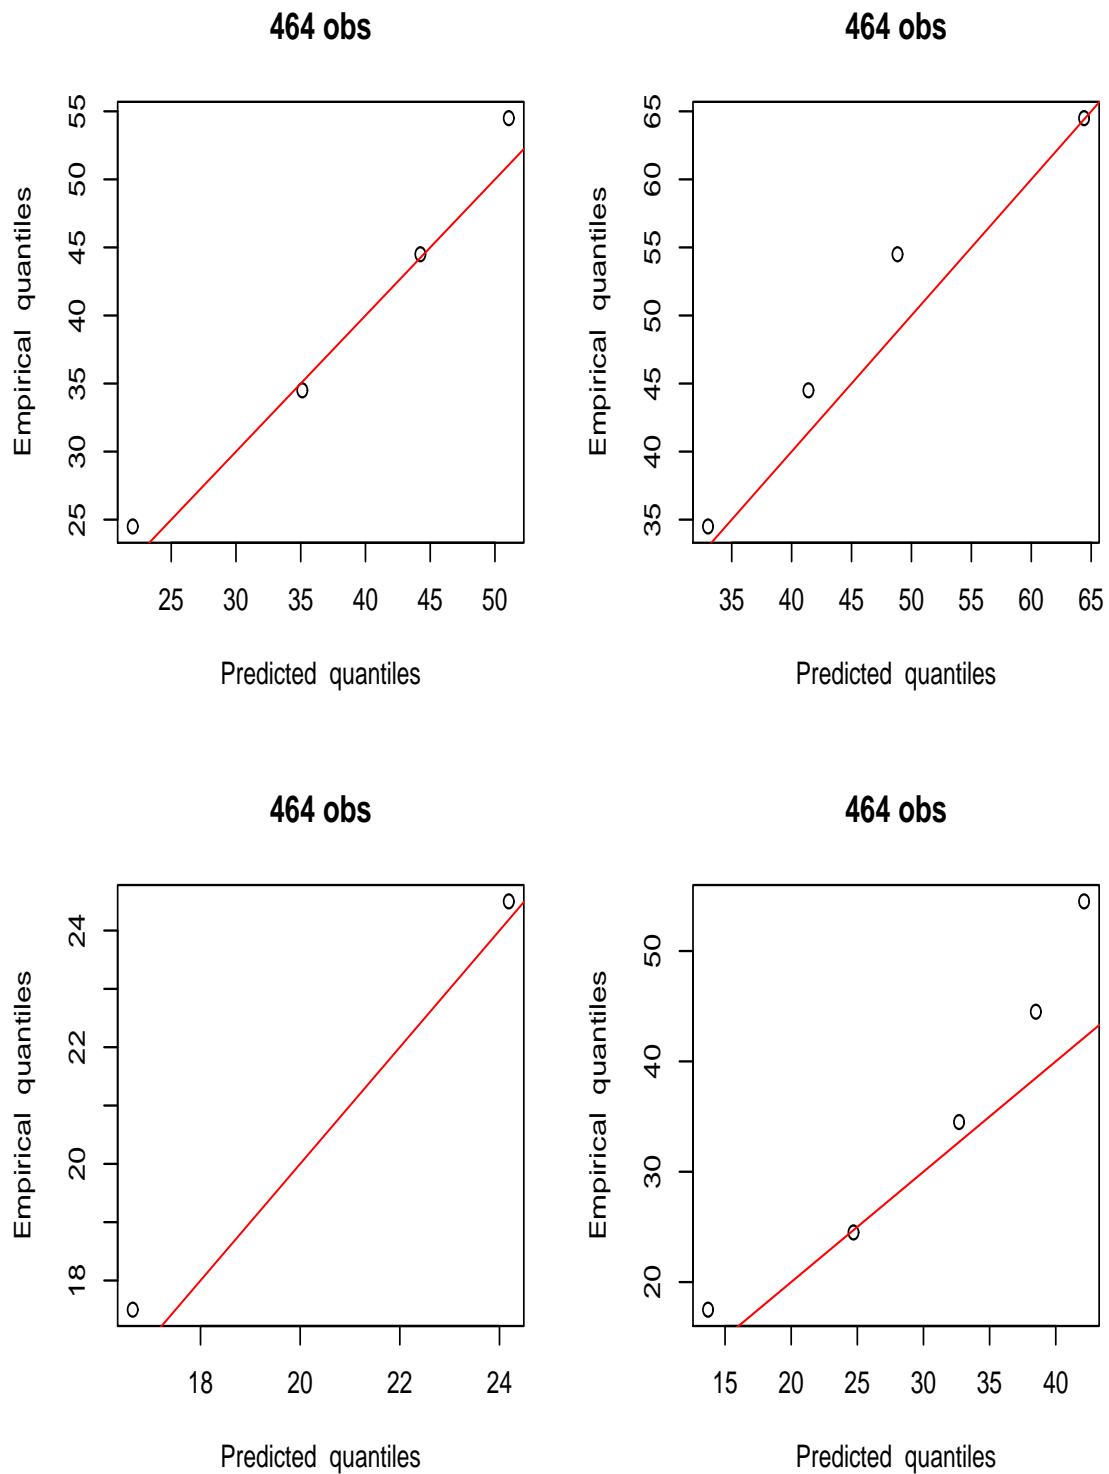 464 obs
55
50
45
40
35
30
25
Empirical quantiles
25 30 35 40 45 50
Predicted quantiles
464 obs
65
60
55
50
45
40
35
Empirical quantiles
35 40 45 50 55 60 65
Predicted quantiles
464 obs
24
22
20
18
Empirical quantiles
18 20 22 24
Predicted quantiles
464 obs
50
40
30
20
Empirical quantiles
15 20 25 30 35 40
Predicted quantiles